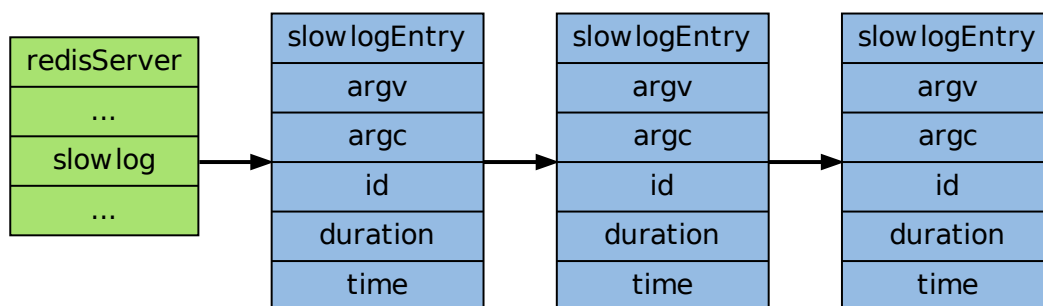 redisServer
...
slowlog
...
slowlogEntry
argv
argc
id
duration
time
slowlogEntry
argv
argc
id
duration
time
slowlogEntry
argv
argc
id
duration
time